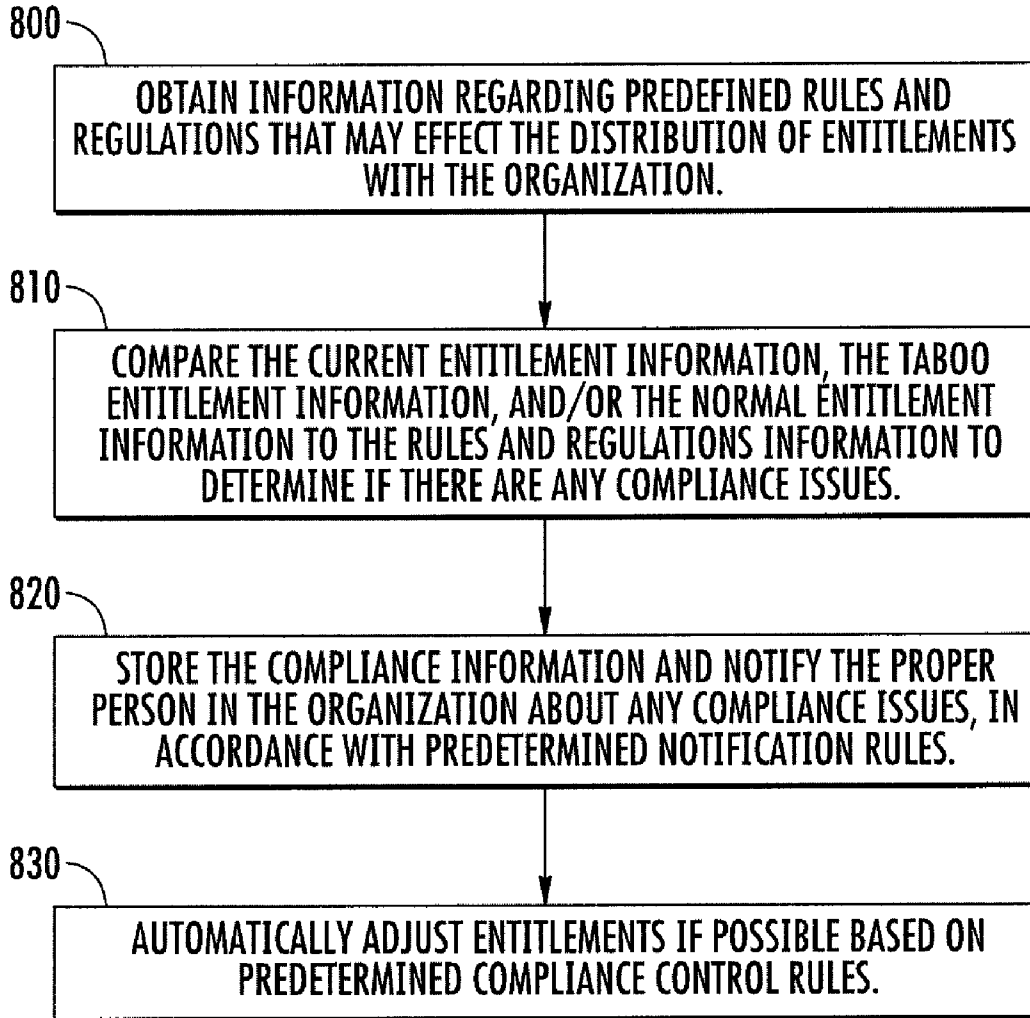 800
OBTAIN INFORMATION REGARDING PREDEFINED RULES AND
REGULATIONS THAT MAY EFFECT THE DISTRIBUTION OF ENTITLEMENTS
WITH THE ORGANIZATION.
810
COMPARE THE CURRENT ENTITLEMENT INFORMATION, THE TABOO
ENTITLEMENT INFORMATION, AND/OR THE NORMAL ENTITLEMENT
INFORMATION TO THE RULES AND REGULATIONS INFORMATION TO
DETERMINE IF THERE ARE ANY COMPLIANCE ISSUES.
820
STORE THE COMPLIANCE INFORMATION AND NOTIFY THE PROPER
PERSON IN THE ORGANIZATION ABOUT ANY COMPLIANCE ISSUES, IN
ACCORDANCE WITH PREDETERMINED NOTIFICATION RULES.
830
AUTOMATICALLY ADJUST ENTITLEMENTS IF POSSIBLE BASED ON
PREDETERMINED COMPLIANCE CONTROL RULES.